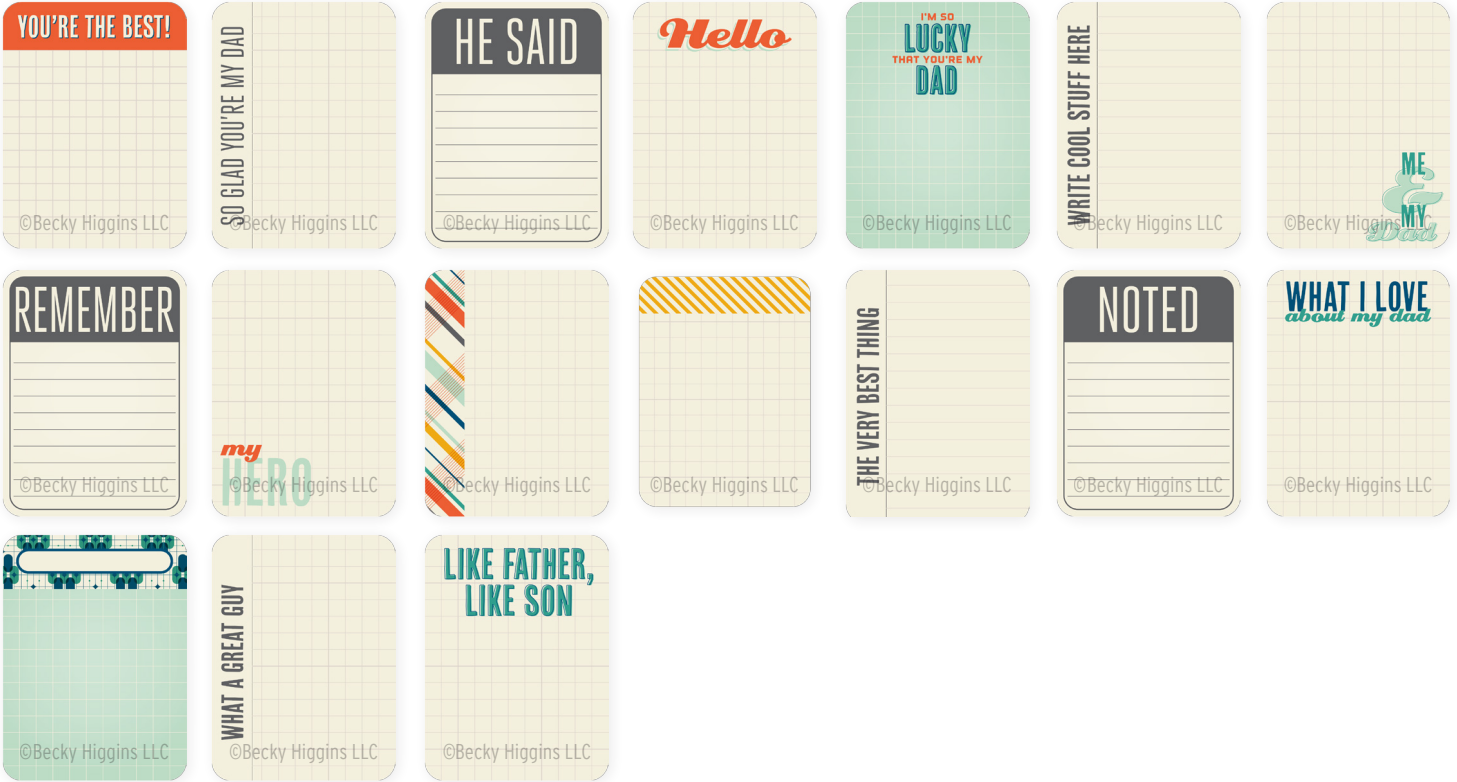 YOU'RE THE BEST!
©Becky Higgins LLC
SO GLAD YOU'RE MY DAD
©Becky Higgins LLC
HE SAID
©Becky Higgins LLC
Hello
©Becky Higgins LLC
I'M SO
LUCKY
THAT YOU'RE MY
DAD
©Becky Higgins LLC
WRITE COOL STUFF HERE
©Becky Higgins LLC
ME
&
MY
Dad
©Becky Higgins LLC
REMEMBER
©Becky Higgins LLC
my
HERO
©Becky Higgins LLC
©Becky Higgins LLC
©Becky Higgins LLC
THE VERY BEST THING
©Becky Higgins LLC
NOTED
©Becky Higgins LLC
WHAT I LOVE
about my dad
©Becky Higgins LLC
©Becky Higgins LLC
WHAT A GREAT GUY
©Becky Higgins LLC
LIKE FATHER,
LIKE SON
©Becky Higgins LLC